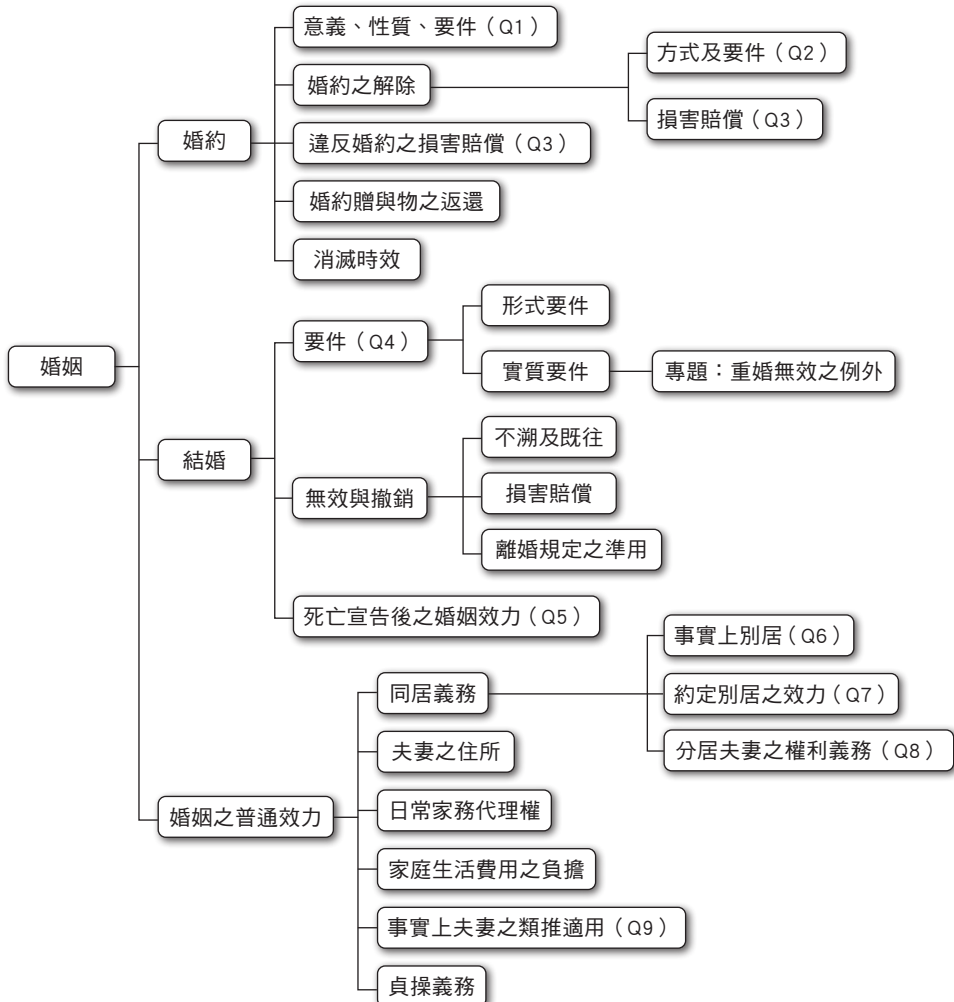 婚姻
婚約
意義、性質、要件（Q1）
婚約之解除
方式及要件（Q2）
損害賠償（Q3）
違反婚約之損害賠償（Q3）
婚約贈與物之返還
消滅時效
結婚
要件（Q4）
形式要件
實質要件
專題：重婚無效之例外
無效與撤銷
不溯及既往
損害賠償
離婚規定之準用
死亡宣告後之婚姻效力（Q5）
婚姻之普通效力
同居義務
事實上別居（Q6）
約定別居之效力（Q7）
分居夫妻之權利義務（Q8）
夫妻之住所
日常家務代理權
家庭生活費用之負擔
事實上夫妻之類推適用（Q9）
貞操義務